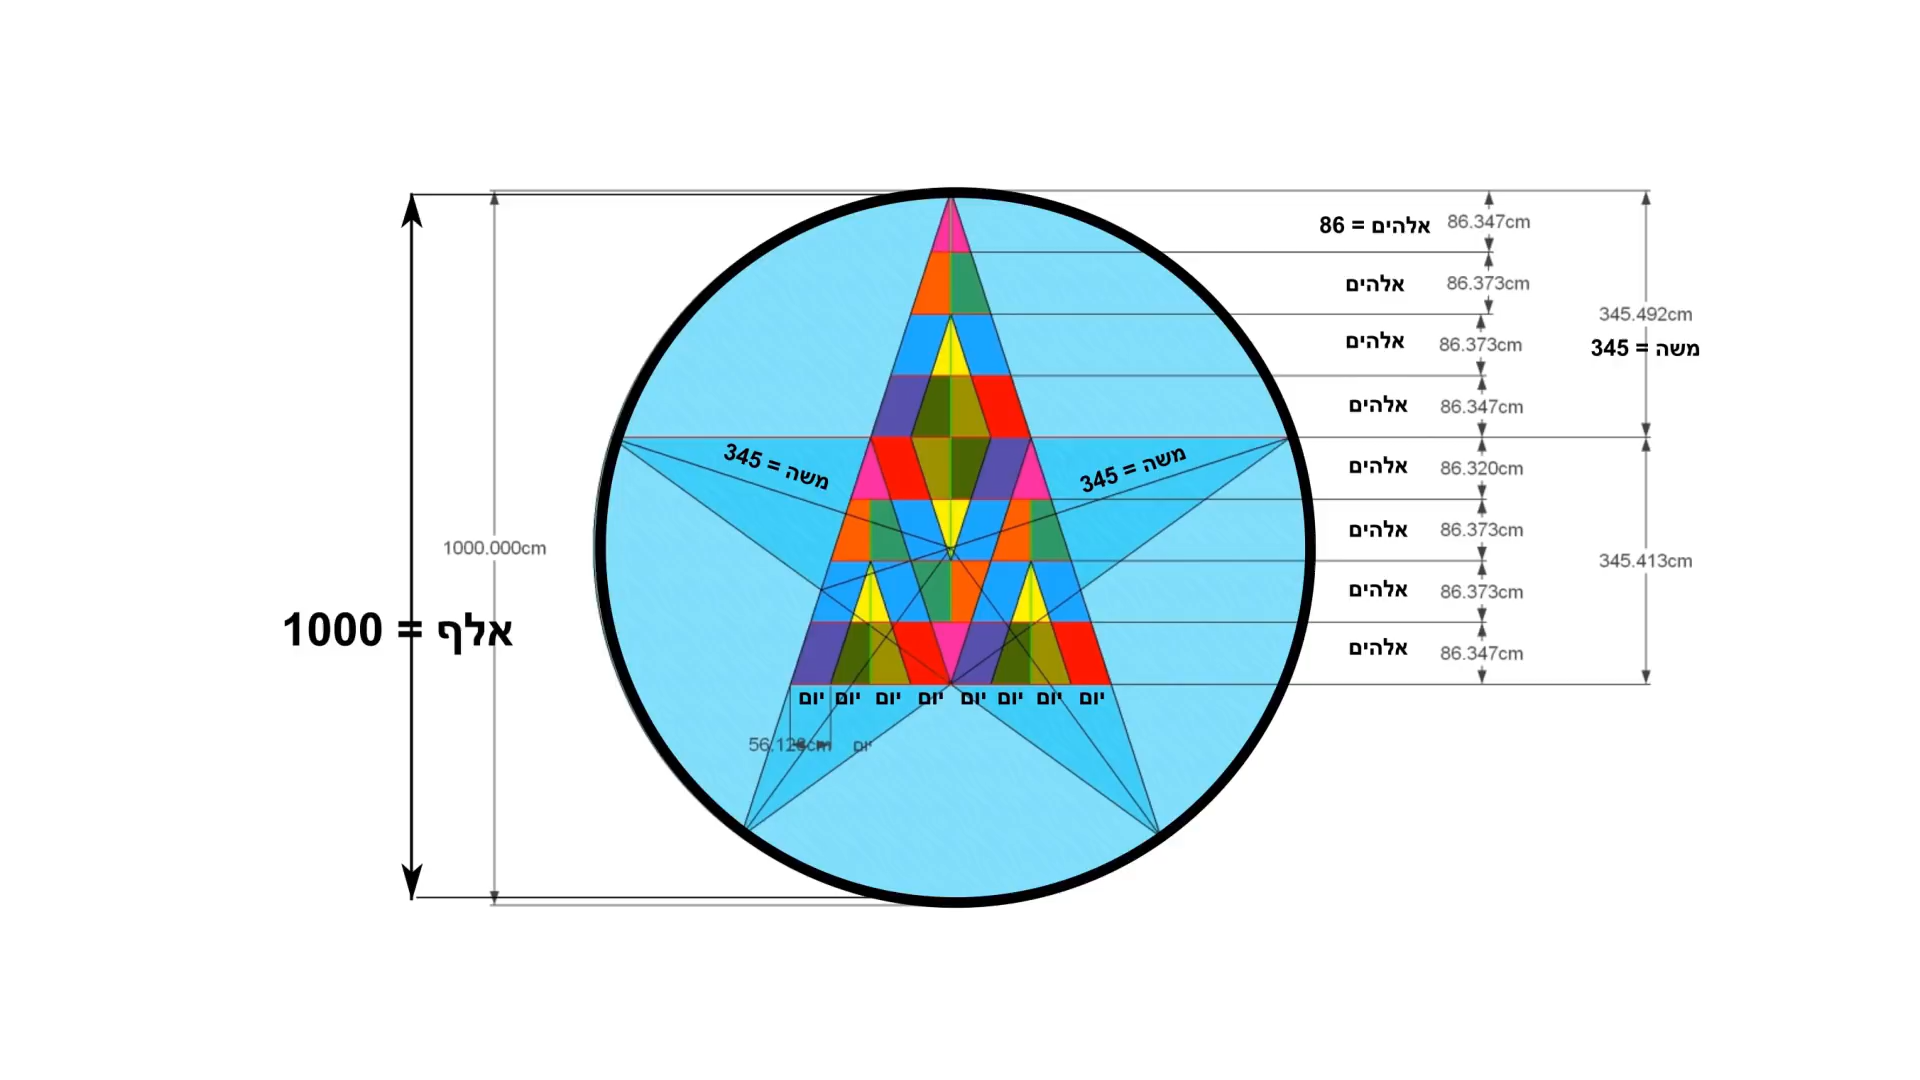 אלהים = 86
86.347cm
אלהים
86.373cm
345.492cm
אלהים
86.373cm
משה = 345
אלהים
86.347cm
משה = 345
משה = 345
אלהים
86.320cm
1000.000cm
אלהים
86.373cm
345.413cm
אלהים
86.373cm
אלף = 1000
אלהים
86.347cm
יום יום יום יום יום יום יום יום
יום